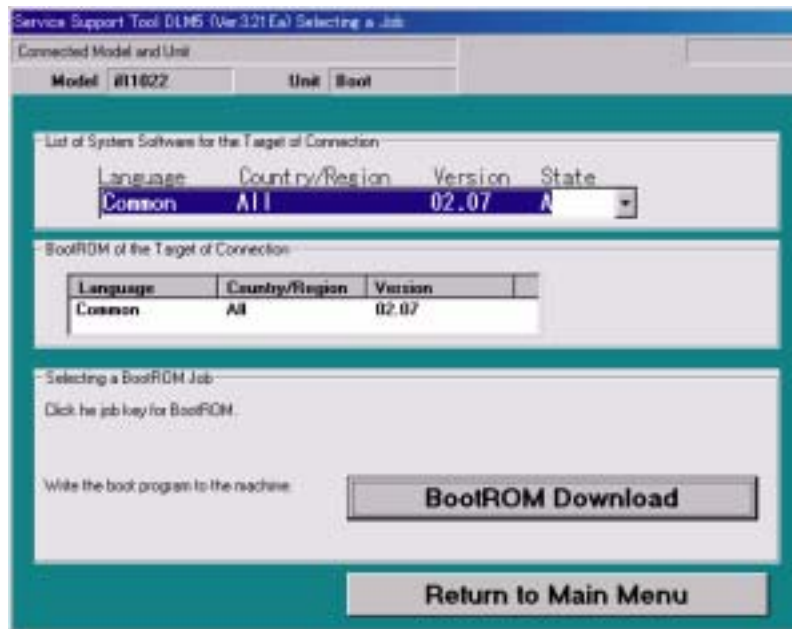 Service Support Tool DLM5 (Ver.3.21Ea) Selecting a Job
Connected Model and Unit
Model iR1022 Unit Boot
List of System Software for the Target of Connection
Language Country/Region Version State
Common All 02.07 A
BootROM of the Target of Connection
Language Country/Region Version
Common All 02.07
Selecting a BootROM Job
Click he job key for BootROM.
Write the boot program to the machine.
BootROM Download
Return to Main Menu